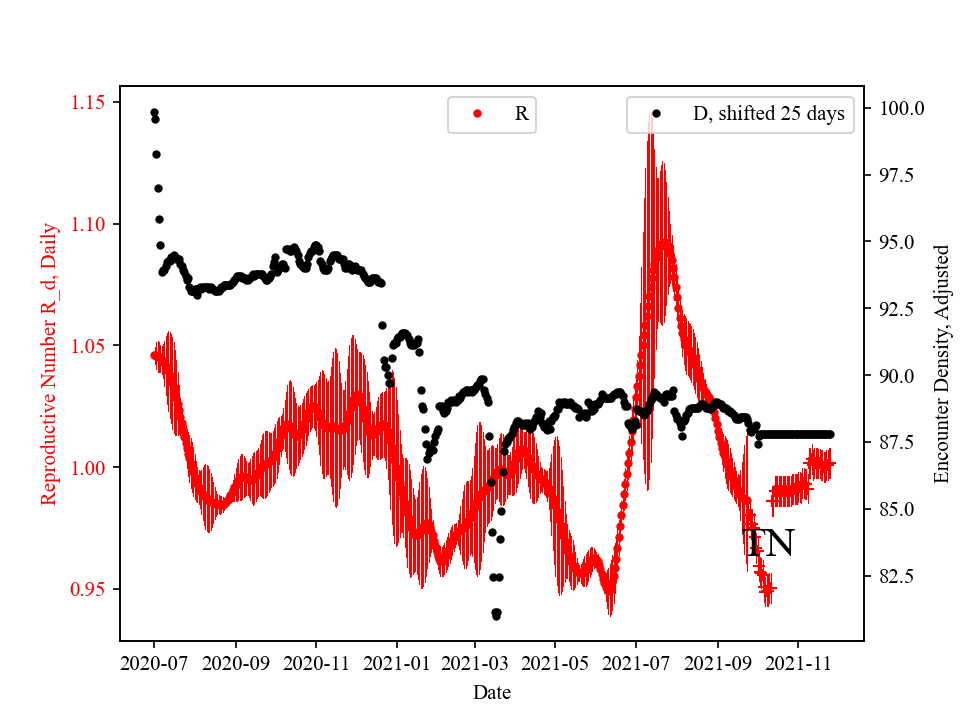 R
D, shifted 25 days
1.15
1.10
1.05
1.00
0.95
Reproductive Number R_d, Daily
100.0
97.5
95.0
92.5
90.0
87.5
85.0
82.5
Encounter Density, Adjusted
TN
2020-07 2020-09 2020-11 2021-01 2021-03 2021-05 2021-07 2021-09 2021-11
Date